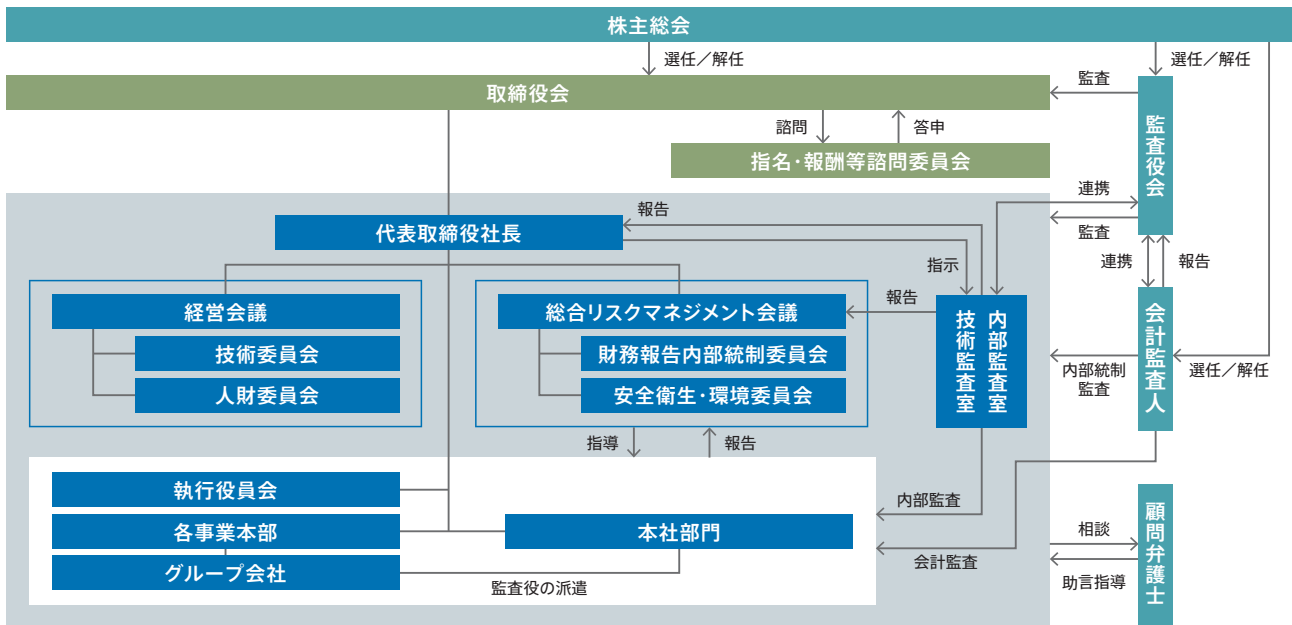 株主総会
選任／解任
選任／解任
取締役会
監査
監査役会
諮問
答申
指名・報酬等諮問委員会
連携
監査
代表取締役社長
報告
指示
連携
報告
経営会議
技術委員会
人財委員会
総合リスクマネジメント会議
財務報告内部統制委員会
安全衛生・環境委員会
報告
内部監査室
技術監査室
会計監査人
内部統制
監査
選任／解任
指導
報告
執行役員会
各事業本部
グループ会社
本社部門
監査役の派遣
内部監査
会計監査
相談
助言指導
顧問弁護士